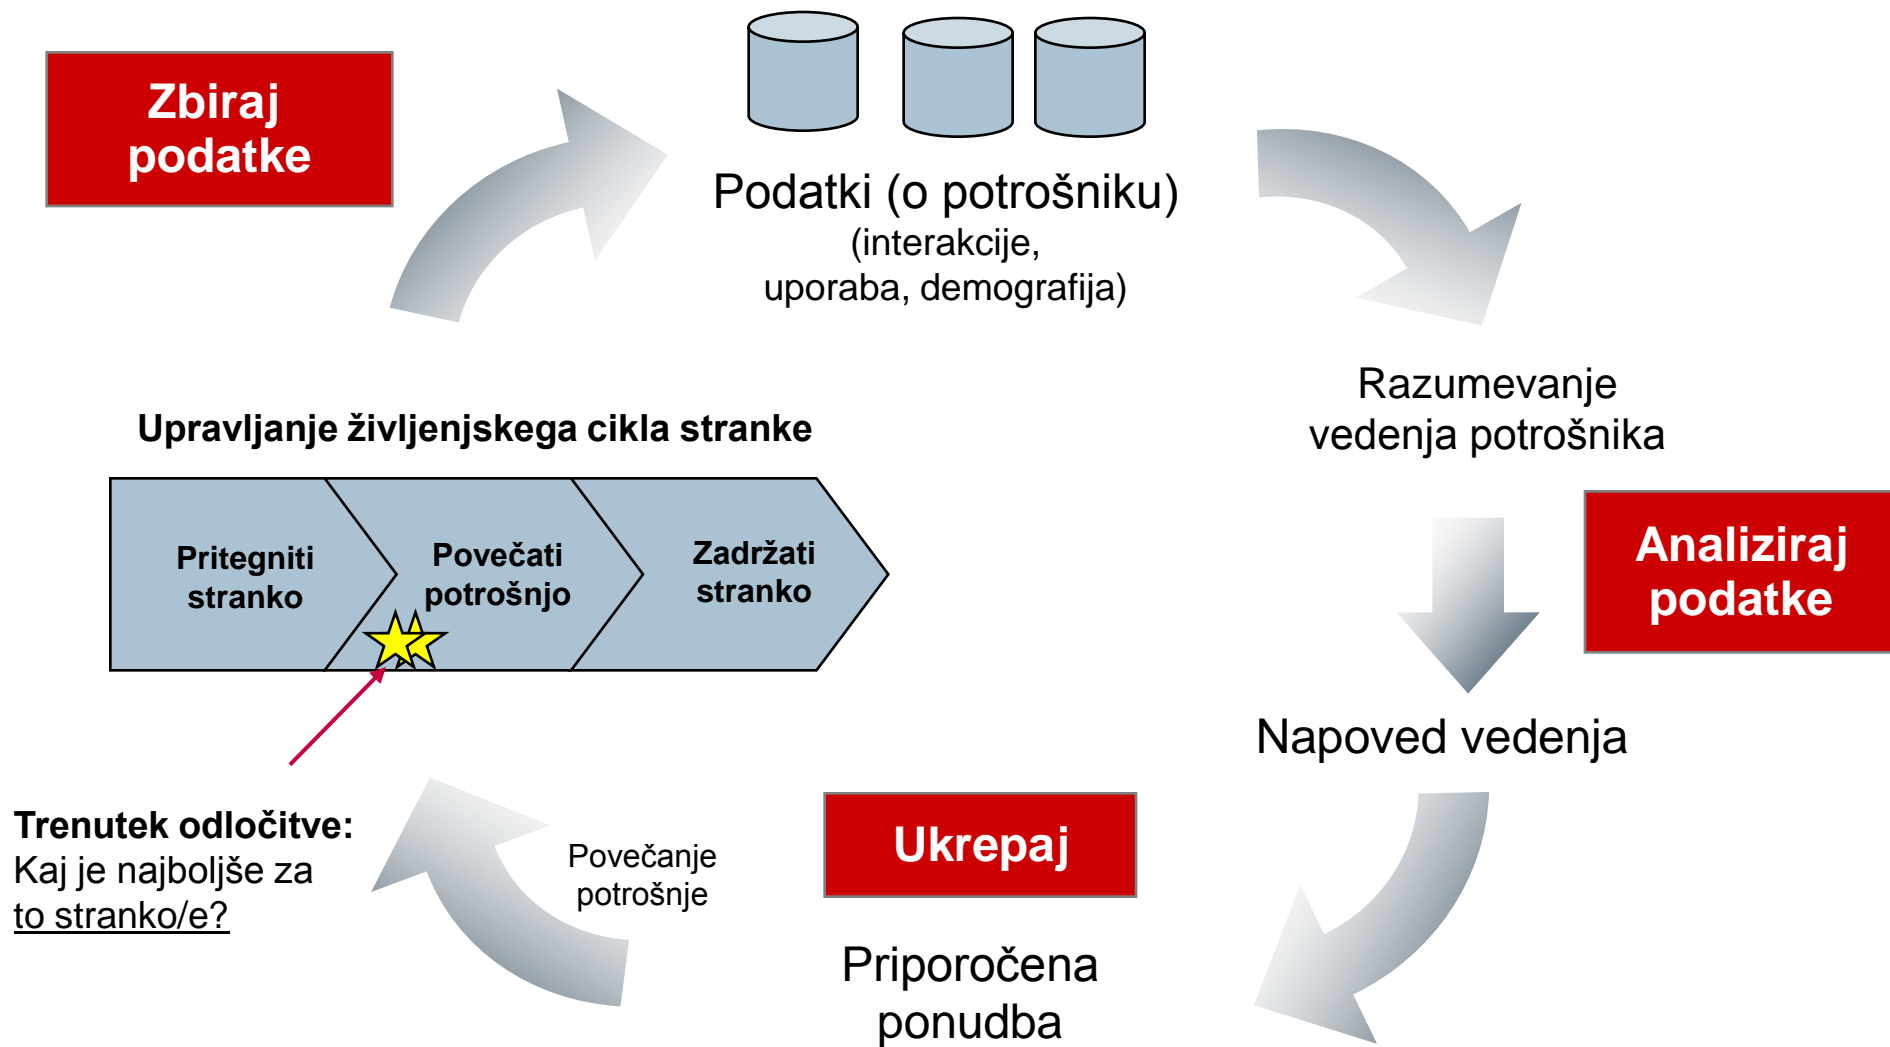 Zbiraj
podatke
Podatki (o potrošniku)
(interakcije,
uporaba, demografija)
Razumevanje
vedenja potrošnika
Analiziraj
podatke
Napoved vedenja
Ukrepaj
Priporočena
ponudba
Povečanje
potrošnje
Upravljanje življenjskega cikla stranke
Pritegniti
stranko
Povečati
potrošnjo
Zadržati
stranko
Trenutek odločitve:
Kaj je najboljše za
to stranko/e?